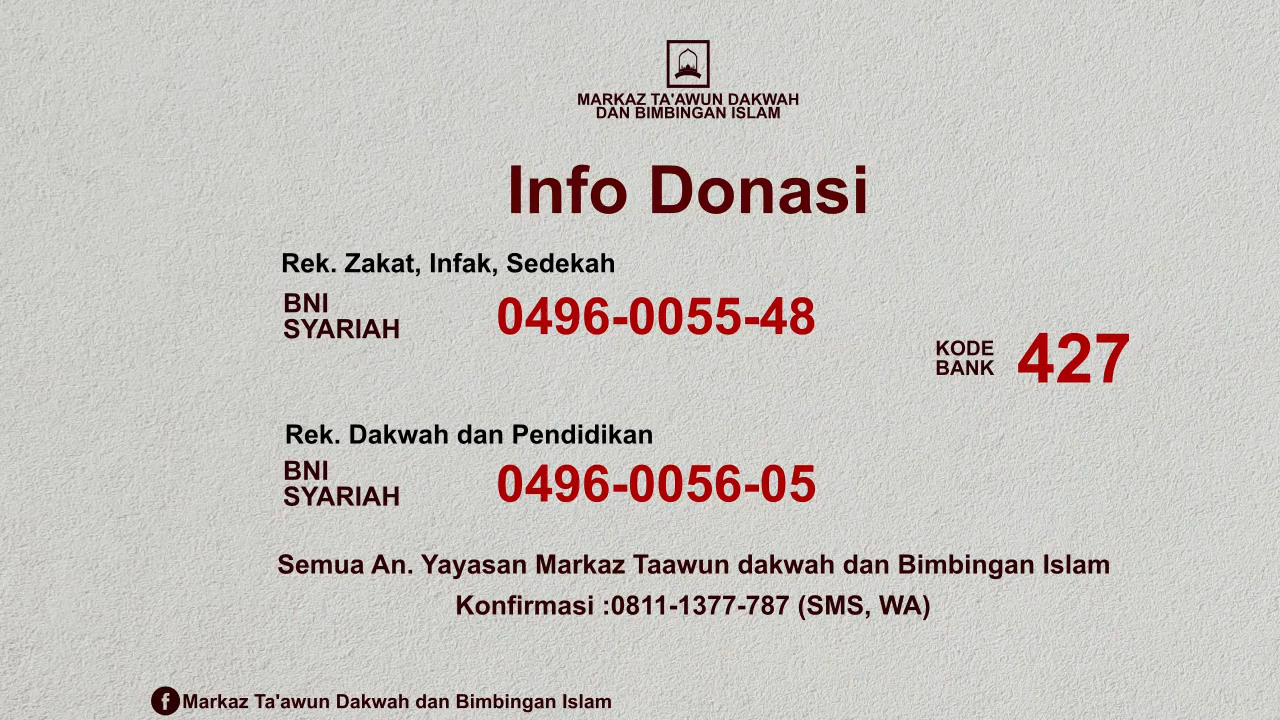 MARKAZ TA'AWUN DAKWAH
DAN BIMBINGAN ISLAM
Info Donasi
Rek. Zakat, Infak, Sedekah
BNI
SYARIAH
0496-0055-48
KODE
BANK
427
Rek. Dakwah dan Pendidikan
BNI
SYARIAH
0496-0056-05
Semua An. Yayasan Markaz Taawun dakwah dan Bimbingan Islam
Konfirmasi :0811-1377-787 (SMS, WA)
Markaz Ta'awun Dakwah dan Bimbingan Islam